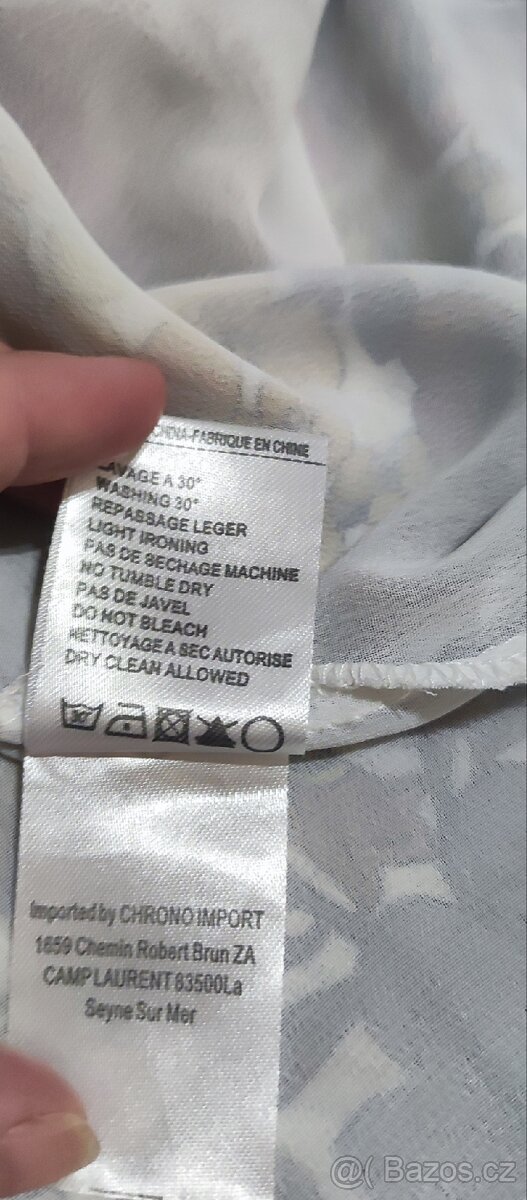 CHINA-FABRIQUE EN CHINE
LAVAGE A 30°
WASHING 30°
REPASSAGE LEGER
LIGHT IRONING
PAS DE SECHAGE MACHINE
NO TUMBLE DRY
PAS DE JAVEL
DO NOT BLEACH
NETTOYAGE A SEC AUTORISE
DRY CLEAN ALLOWED
30°
Imported by CHRONO IMPORT
1659 Chemin Robert Brun ZA
CAMP LAURENT 83500La
Seyne Sur Mer
@( Bazos.cz